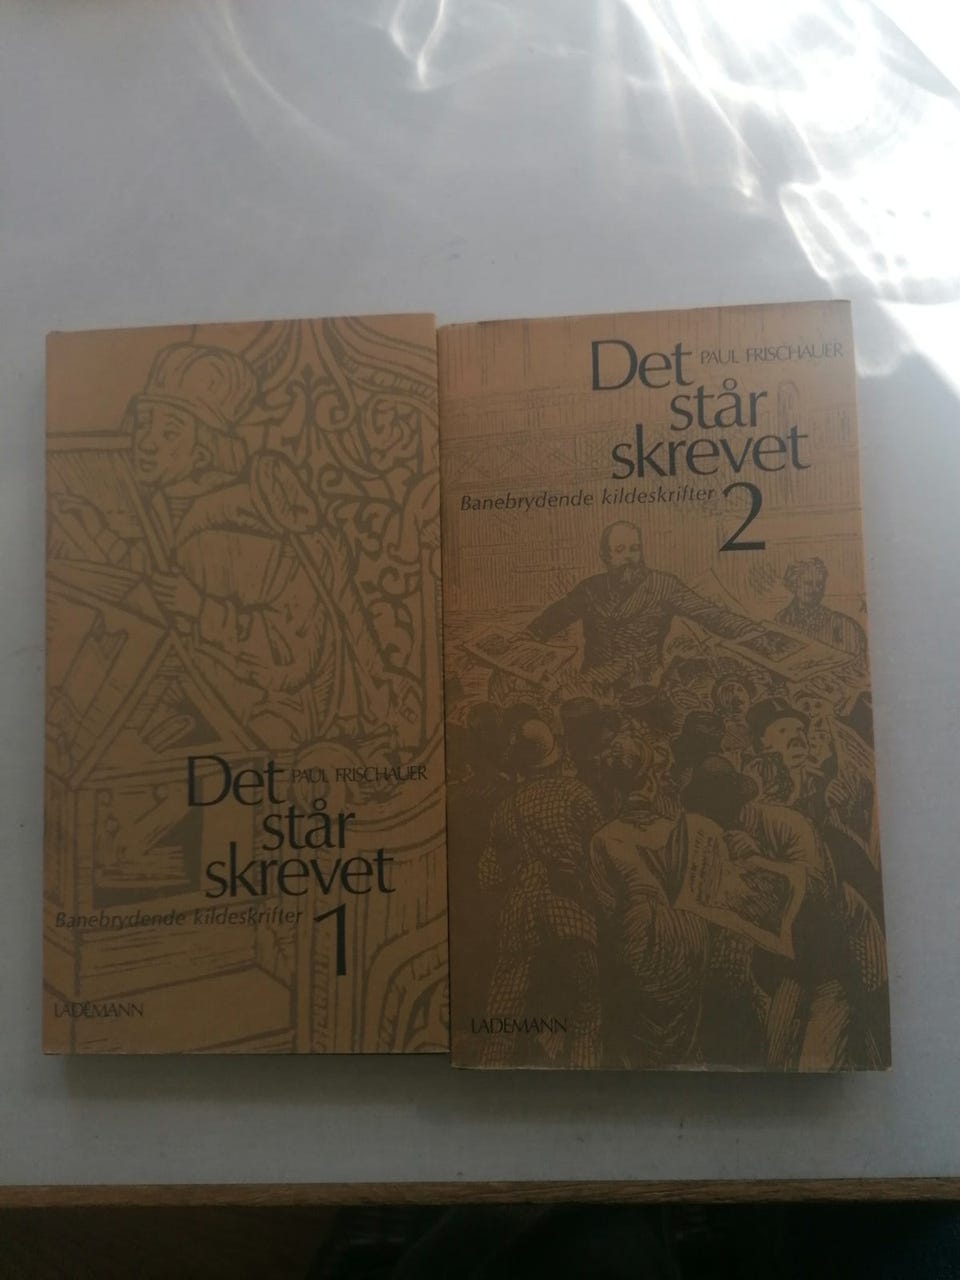 Det PAUL FRISCHAUER
står
skrevet
Banebrydende kildeskrifter 1
LADEMANN
Det PAUL FRISCHAUER
står
skrevet
Banebrydende kildeskrifter 2
LADEMANN